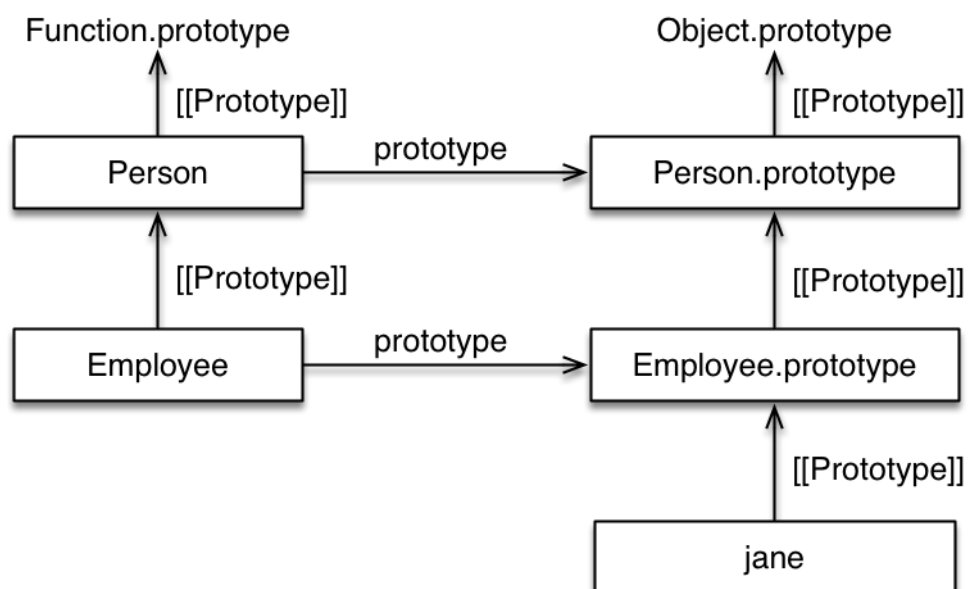 Function.prototype
Object.prototype
[[Prototype]]
[[Prototype]]
Person
prototype
Person.prototype
[[Prototype]]
[[Prototype]]
Employee
prototype
Employee.prototype
[[Prototype]]
jane